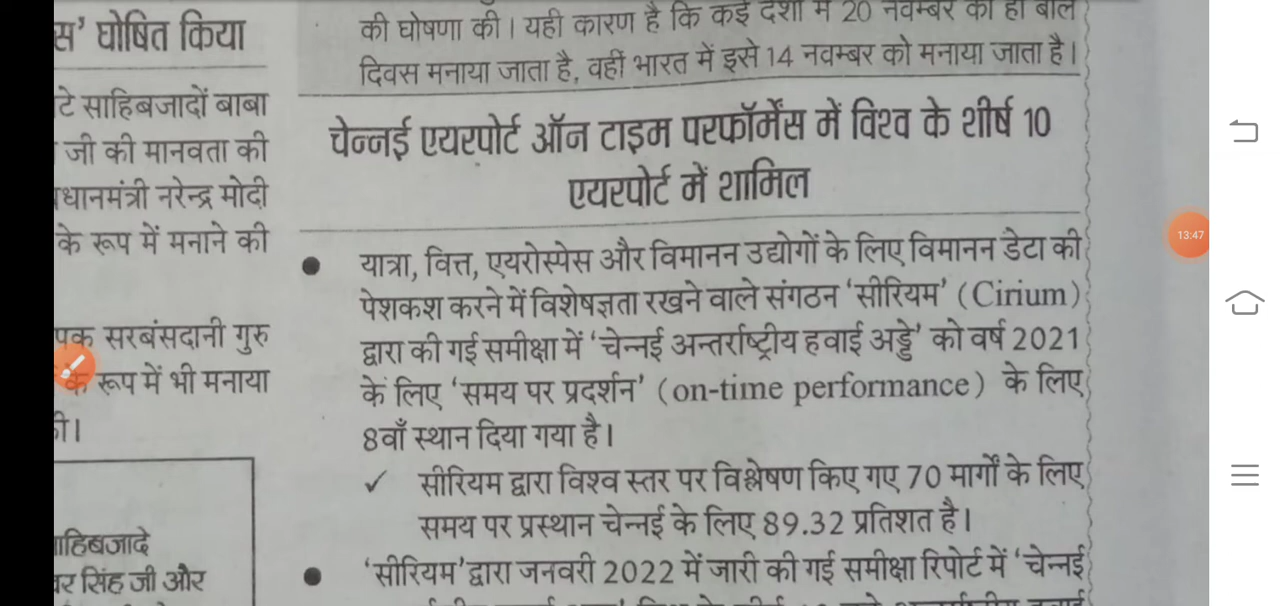 स' घोषित किया
टे साहिबजादों बाबा
जी की मानवता की
धानमंत्री नरेन्द्र मोदी
के रूप में मनाने की
पक सरबंसदानी गुरु
के रूप में भी मनाया
ी।
ाहिबजादे
वर सिंह जी और
की घोषणा की। यही कारण है कि कई देशों में 20 नवम्बर को ही बाल
दिवस मनाया जाता है, वहीं भारत में इसे 14 नवम्बर को मनाया जाता है।
चेन्नई एयरपोर्ट ऑन टाइम परफॉर्मेंस में विश्व के शीर्ष 10
एयरपोर्ट में शामिल
● यात्रा, वित्त, एयरोस्पेस और विमानन उद्योगों के लिए विमानन डेटा की
पेशकश करने में विशेषज्ञता रखने वाले संगठन 'सीरियम' (Cirium)
द्वारा की गई समीक्षा में 'चेन्नई अन्तर्राष्ट्रीय हवाई अड्डे' को वर्ष 2021
के लिए 'समय पर प्रदर्शन' (on-time performance) के लिए
8वाँ स्थान दिया गया है।
✓ सीरियम द्वारा विश्व स्तर पर विश्लेषण किए गए 70 मार्गों के लिए
समय पर प्रस्थान चेन्नई के लिए 89.32 प्रतिशत है।
● 'सीरियम' द्वारा जनवरी 2022 में जारी की गई समीक्षा रिपोर्ट में 'चेन्नई
13:47